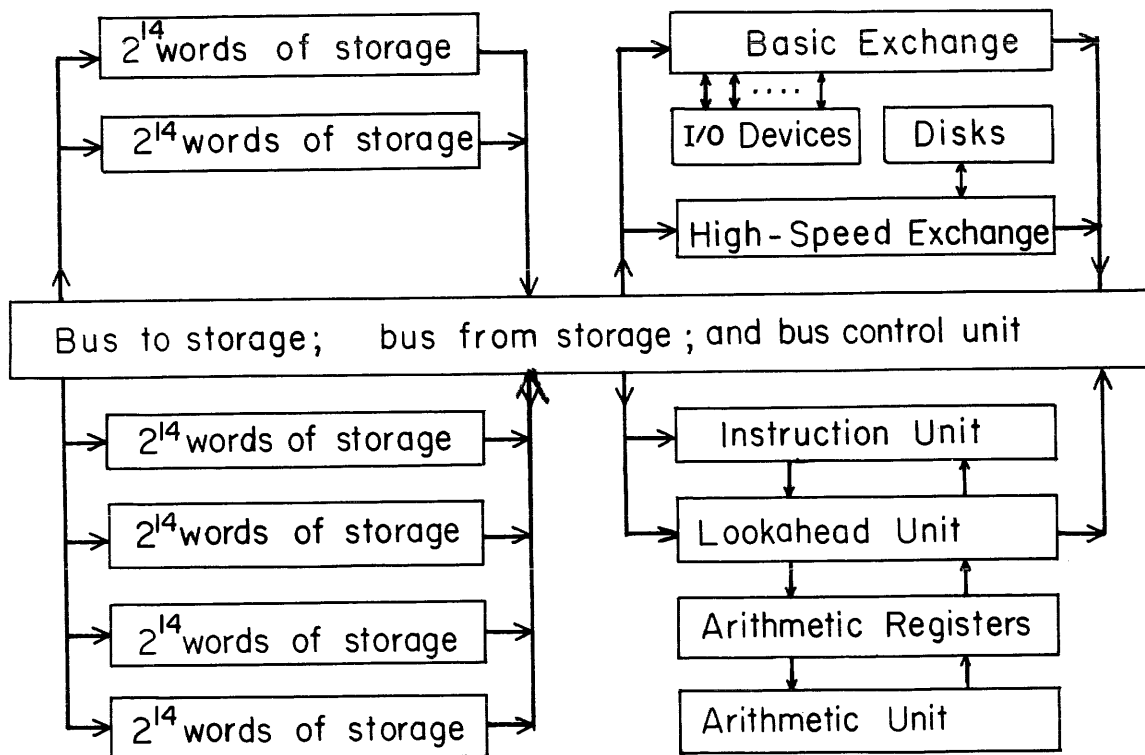 2^14 words of storage
2^14 words of storage
Basic Exchange
....
I/O Devices
Disks
High-Speed Exchange
Bus to storage; bus from storage; and bus control unit
2^14 words of storage
2^14 words of storage
2^14 words of storage
2^14 words of storage
Instruction Unit
Lookahead Unit
Arithmetic Registers
Arithmetic Unit